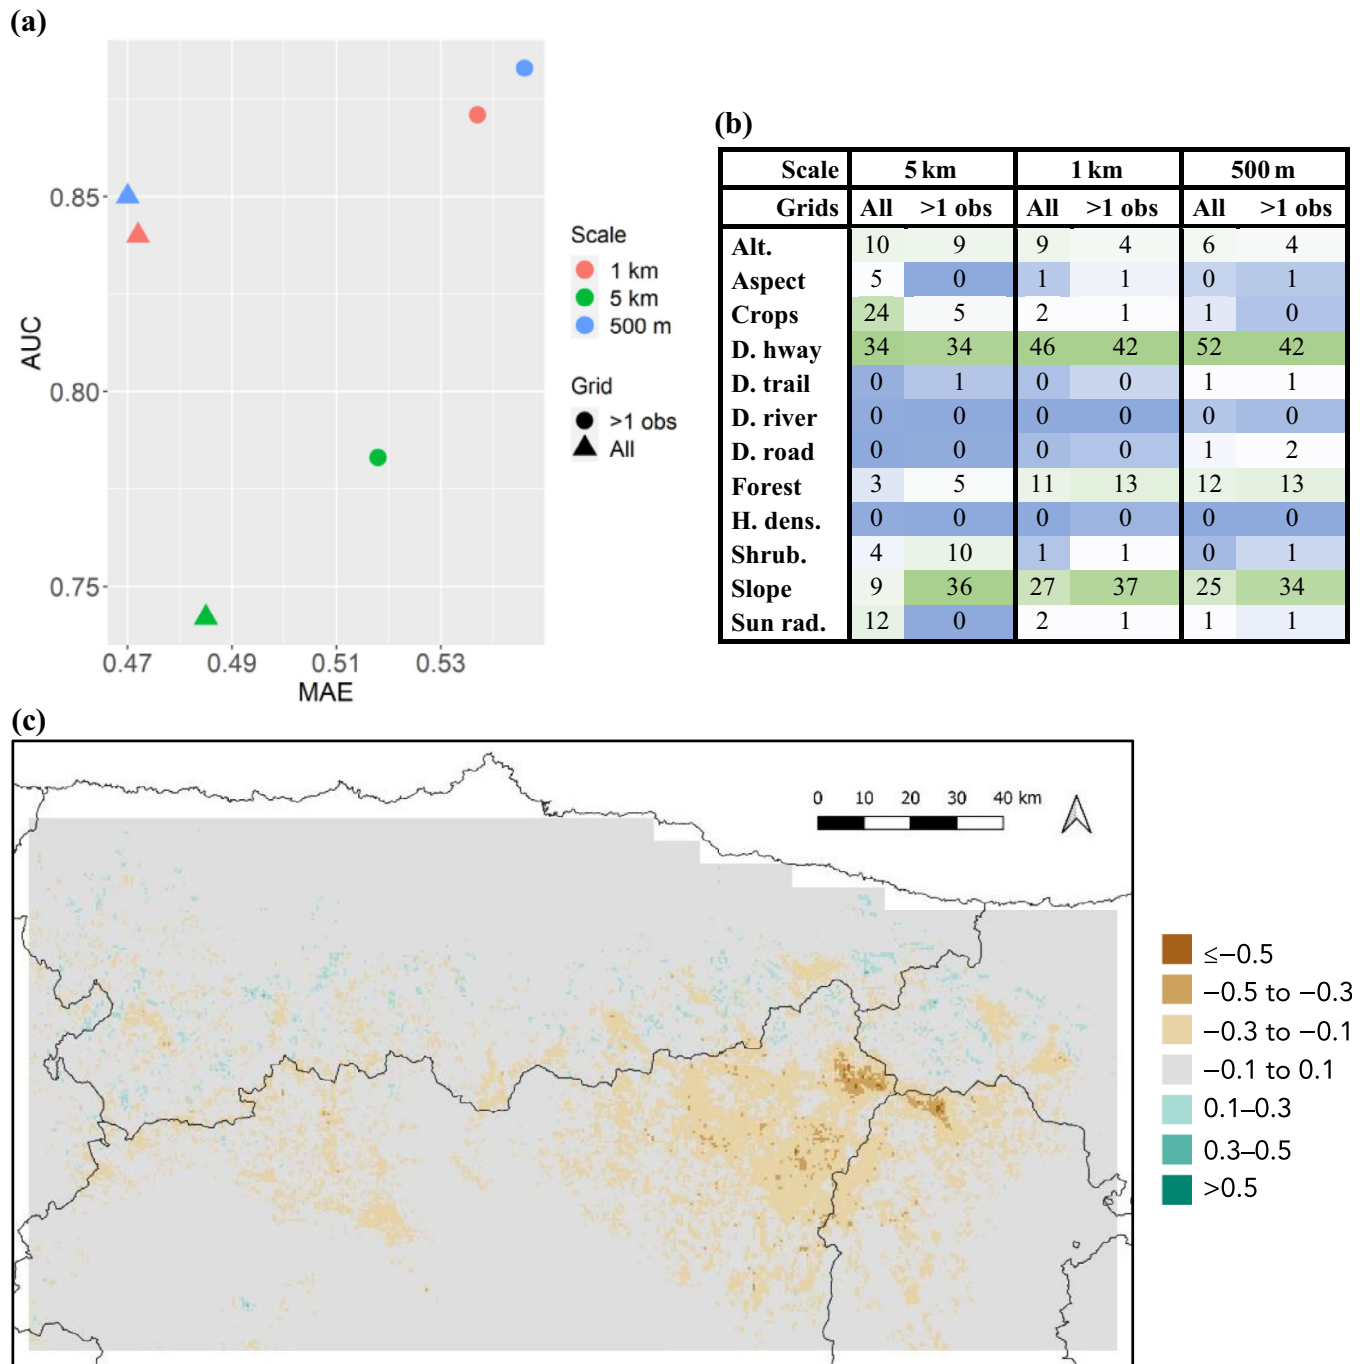 (a)
AUC
0.85
0.80
0.75
0.47 0.49 0.51 0.53
MAE
Scale
1 km
5 km
500 m
Grid
>1 obs
All
(b)
Scale 5 km 1 km 500 m
Grids All >1 obs All >1 obs All >1 obs
Alt. 10 9 9 4 6 4
Aspect 5 0 1 1 0 1
Crops 24 5 2 1 1 0
D. hway 34 34 46 42 52 42
D. trail 0 1 0 0 1 1
D. river 0 0 0 0 0 0
D. road 0 0 0 0 1 2
Forest 3 5 11 13 12 13
H. dens. 0 0 0 0 0 0
Shrub. 4 10 1 1 0 1
Slope 9 36 27 37 25 34
Sun rad. 12 0 2 1 1 1
(c)
0 10 20 30 40 km
≤−0.5
−0.5 to −0.3
−0.3 to −0.1
−0.1 to 0.1
0.1–0.3
0.3–0.5
>0.5